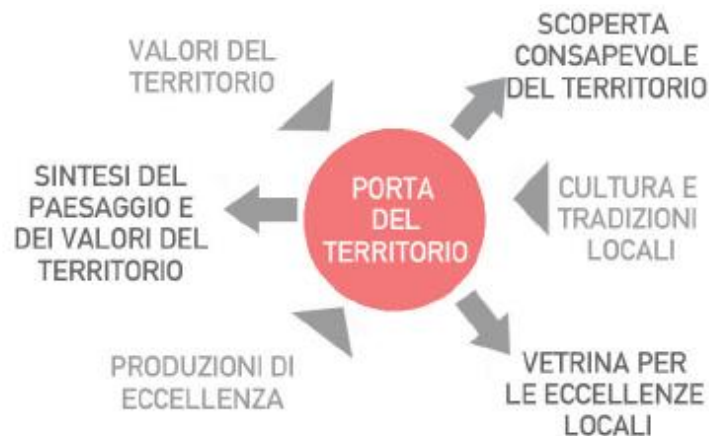 VALORI DEL
TERRITORIO
SCOPERTA
CONSAPEVOLE
DEL TERRITORIO
SINTESI DEL
PAESAGGIO E
DEI VALORI DEL
TERRITORIO
PORTA
DEL
TERRITORIO
CULTURA E
TRADIZIONI
LOCALI
PRODUZIONI DI
ECCELLENZA
VETRINA PER
LE ECCELLENZE
LOCALI